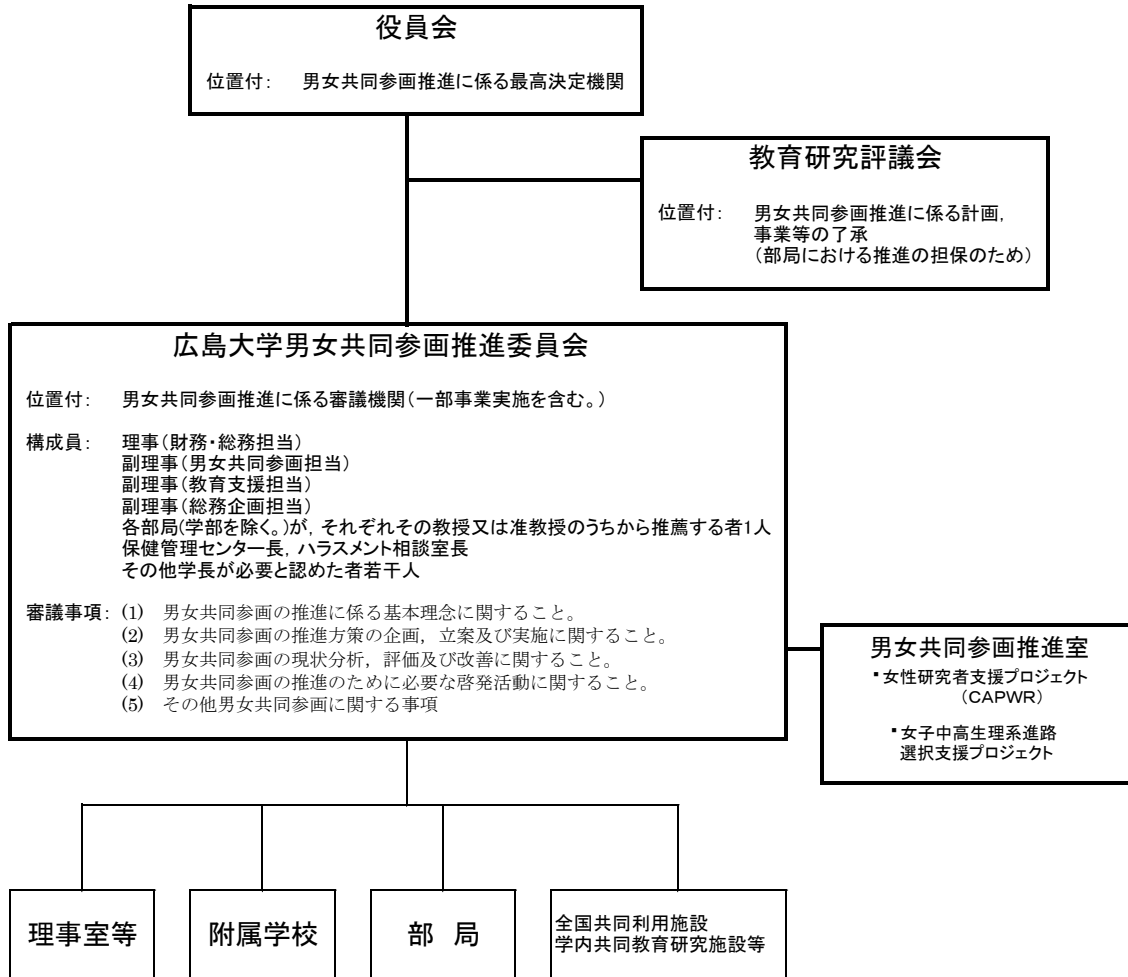 役員会
位置付： 男女共同参画推進に係る最高決定機関
教育研究評議会
位置付： 男女共同参画推進に係る計画，
事業等の了承
（部局における推進の担保のため）
広島大学男女共同参画推進委員会
位置付： 男女共同参画推進に係る審議機関（一部事業実施を含む。）
構成員： 理事（財務・総務担当）
副理事（男女共同参画担当）
副理事（教育支援担当）
副理事（総務企画担当）
各部局（学部を除く。）が，それぞれその教授又は准教授のうちから推薦する者1人
保健管理センター長，ハラスメント相談室長
その他学長が必要と認めた者若干人
審議事項： (1) 男女共同参画の推進に係る基本理念に関すること。
(2) 男女共同参画の推進方策の企画，立案及び実施に関すること。
(3) 男女共同参画の現状分析，評価及び改善に関すること。
(4) 男女共同参画の推進のために必要な啓発活動に関すること。
(5) その他男女共同参画に関する事項
男女共同参画推進室
・女性研究者支援プロジェクト
（CAPWR）
・女子中高生理系進路
選択支援プロジェクト
理事室等
附属学校
部 局
全国共同利用施設
学内共同教育研究施設等